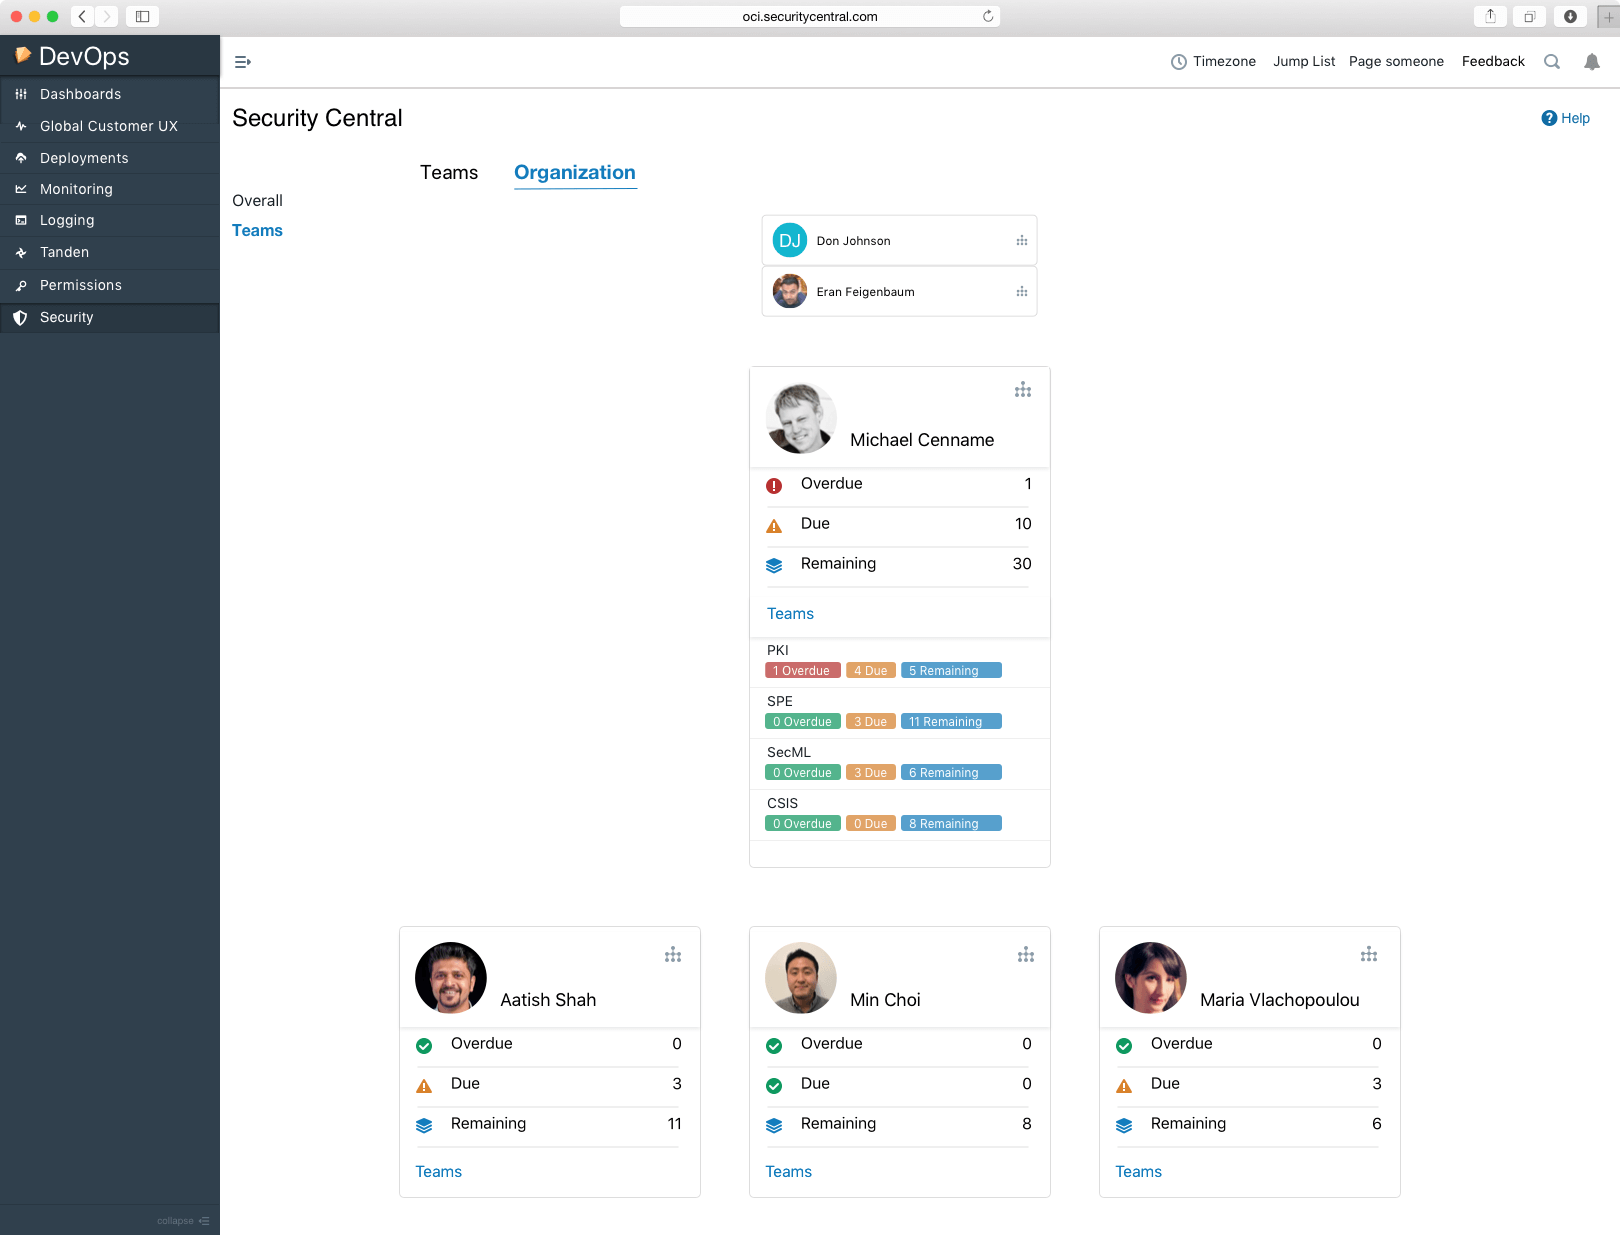 oci.securitycentral.com
DevOps
Timezone Jump List Page someone Feedback
Dashboards
Global Customer UX
Deployments
Monitoring
Logging
Tanden
Permissions
Security
collapse
Security Central
Help
Teams Organization
Overall
Teams
DJ Don Johnson
Eran Feigenbaum
Michael Cenname
Overdue 1
Due 10
Remaining 30
Teams
PKI
1 Overdue 4 Due 5 Remaining
SPE
0 Overdue 3 Due 11 Remaining
SecML
0 Overdue 3 Due 6 Remaining
CSIS
0 Overdue 0 Due 8 Remaining
Aatish Shah
Overdue 0
Due 3
Remaining 11
Teams
Min Choi
Overdue 0
Due 0
Remaining 8
Teams
Maria Vlachopoulou
Overdue 0
Due 3
Remaining 6
Teams